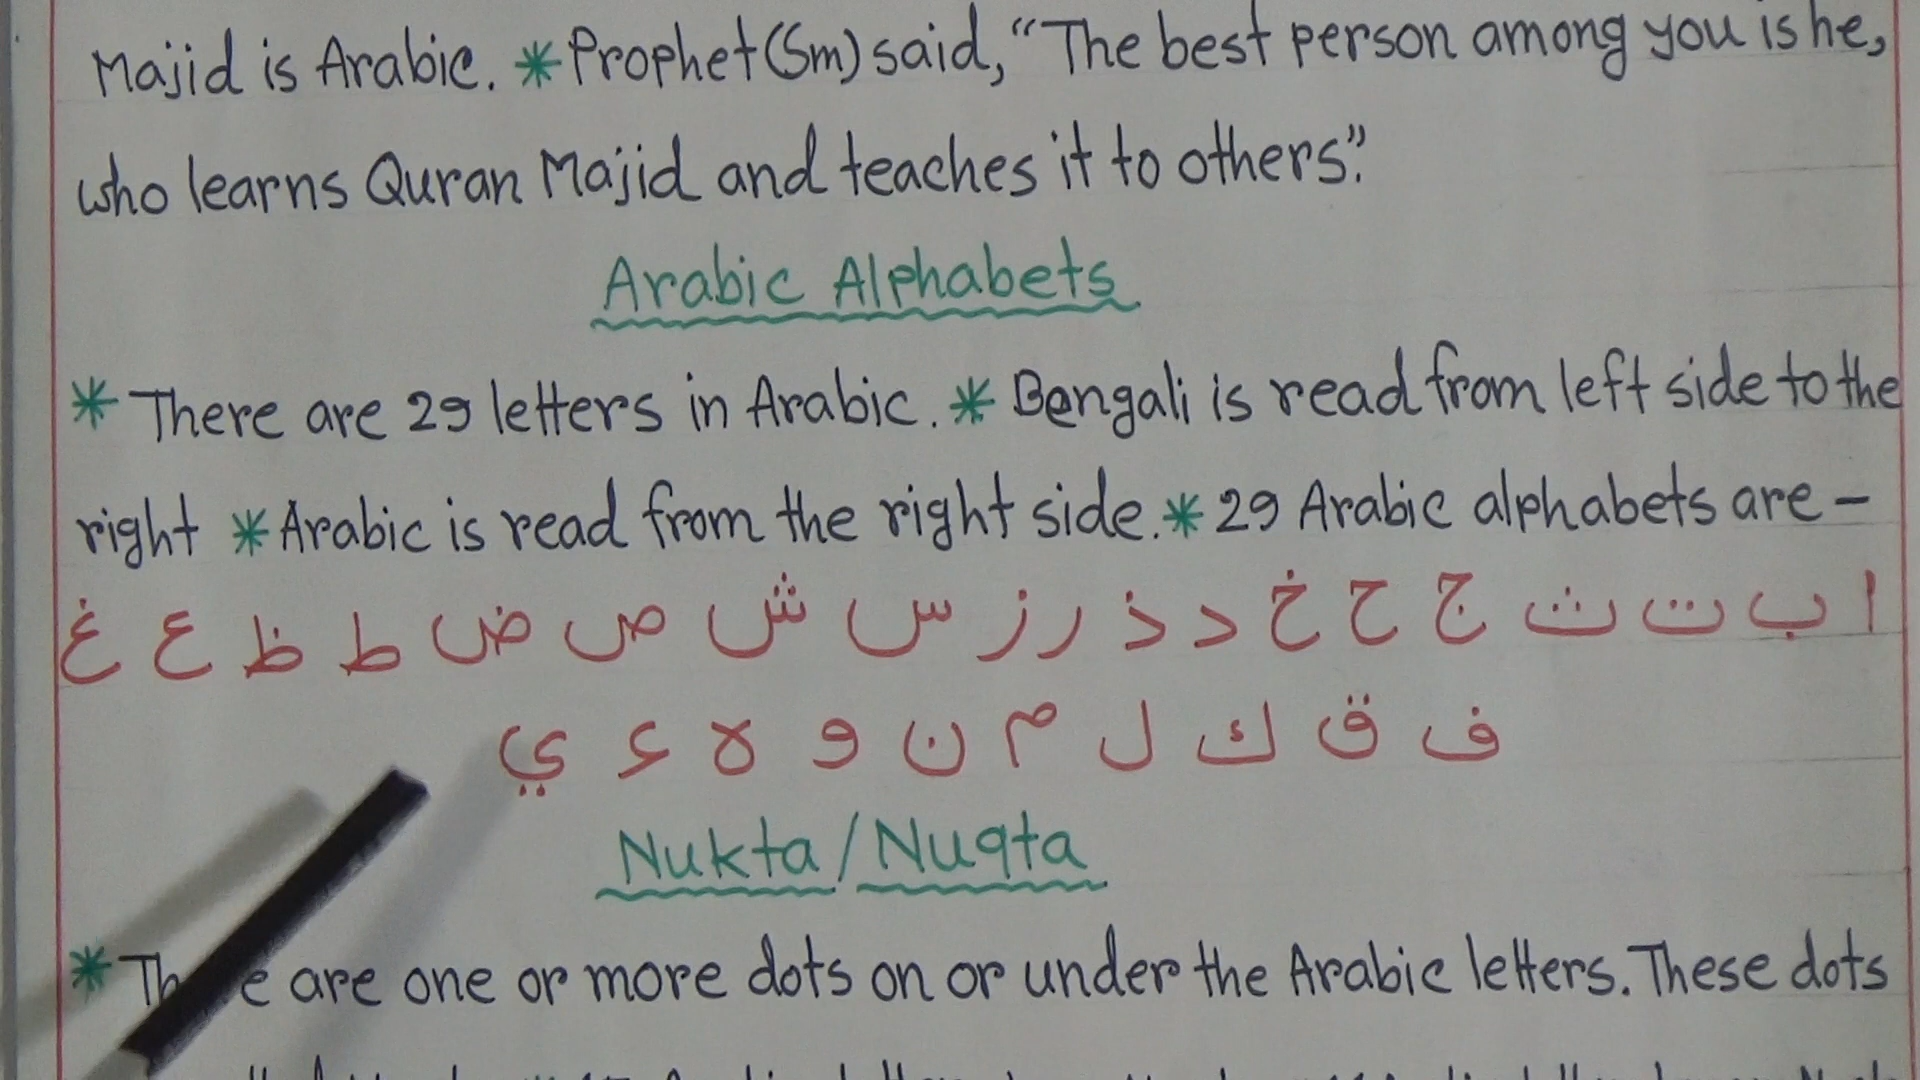 Majid is Arabic. * Prophet (Sm) said, “The best person among you is he,
who learns Quran Majid and teaches it to others”.
Arabic Alphabets
* There are 29 letters in Arabic. * Bengali is read from left side to the
right * Arabic is read from the right side. * 29 Arabic alphabets are –
ا ب ت ث ج ح خ د ذ ر ز س ش ص ض ط ظ ع غ
ف ق ك ل م ن و ه ء ي
Nukta / Nuqta
* are one or more dots on or under the Arabic letters. These dots